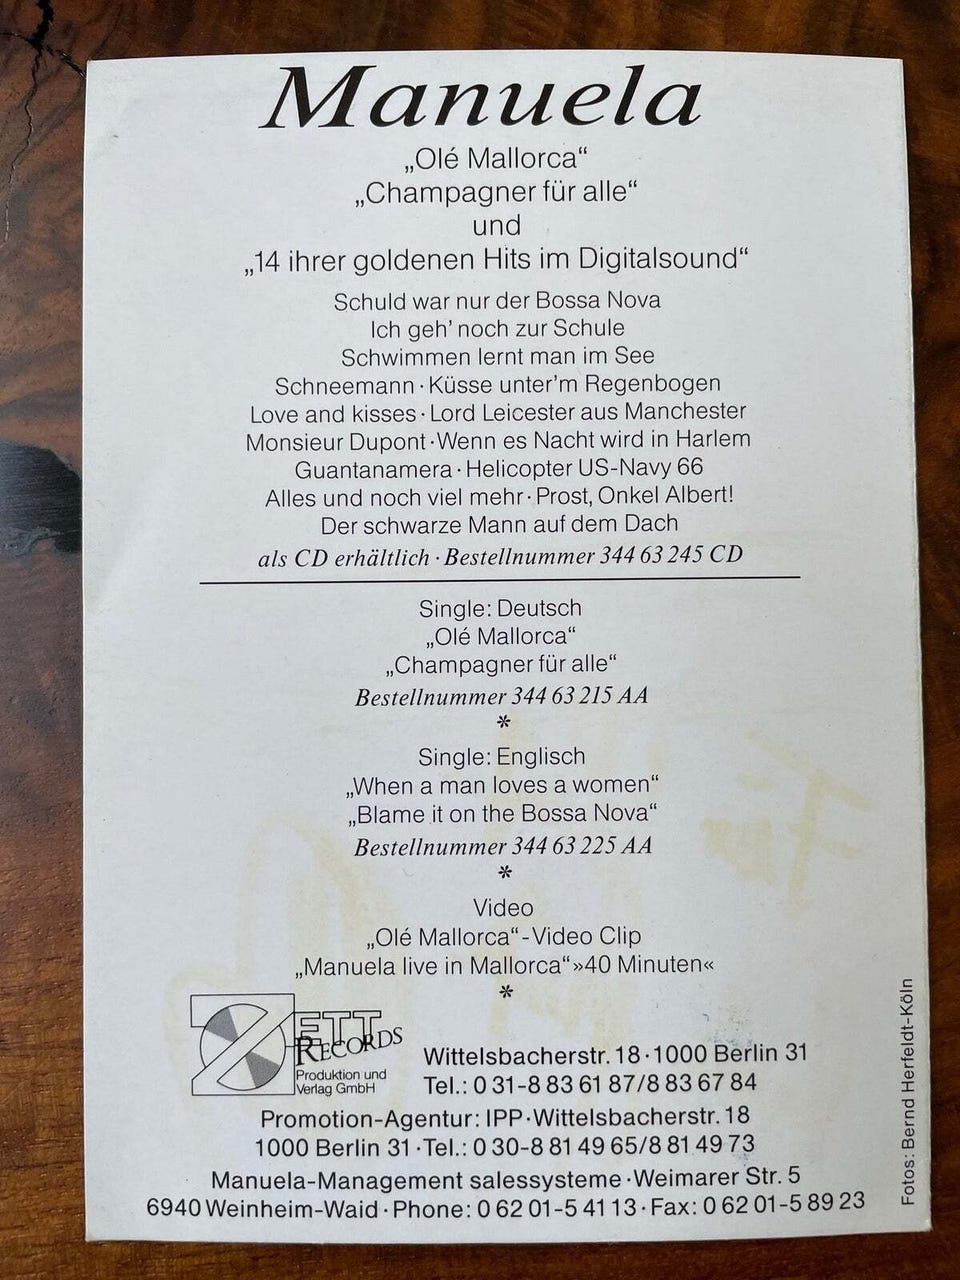 Manuela
„Olé Mallorca“
„Champagner für alle“
und
„14 ihrer goldenen Hits im Digitalsound“
Schuld war nur der Bossa Nova
Ich geh’ noch zur Schule
Schwimmen lernt man im See
Schneemann · Küsse unter’m Regenbogen
Love and kisses · Lord Leicester aus Manchester
Monsieur Dupont · Wenn es Nacht wird in Harlem
Guantanamera · Helicopter US-Navy 66
Alles und noch viel mehr · Prost, Onkel Albert!
Der schwarze Mann auf dem Dach
als CD erhältlich · Bestellnummer 344 63 245 CD
Single: Deutsch
„Olé Mallorca“
„Champagner für alle“
Bestellnummer 344 63 215 AA
*
Single: Englisch
„When a man loves a women“
„Blame it on the Bossa Nova“
Bestellnummer 344 63 225 AA
*
Video
„Olé Mallorca“ - Video Clip
„Manuela live in Mallorca“ »40 Minuten«
*
ZETT
RECORDS
Produktion und
Verlag GmbH
Wittelsbacherstr. 18 · 1000 Berlin 31
Tel.: 0 31-8 83 61 87/8 83 67 84
Promotion-Agentur: IPP · Wittelsbacherstr. 18
1000 Berlin 31 · Tel.: 0 30-8 81 49 65/8 81 49 73
Manuela-Management salessysteme · Weimarer Str. 5
6940 Weinheim-Waid · Phone: 0 62 01-5 41 13 · Fax: 0 62 01-5 89 23
Fotos: Bernd Herfeldt-Köln